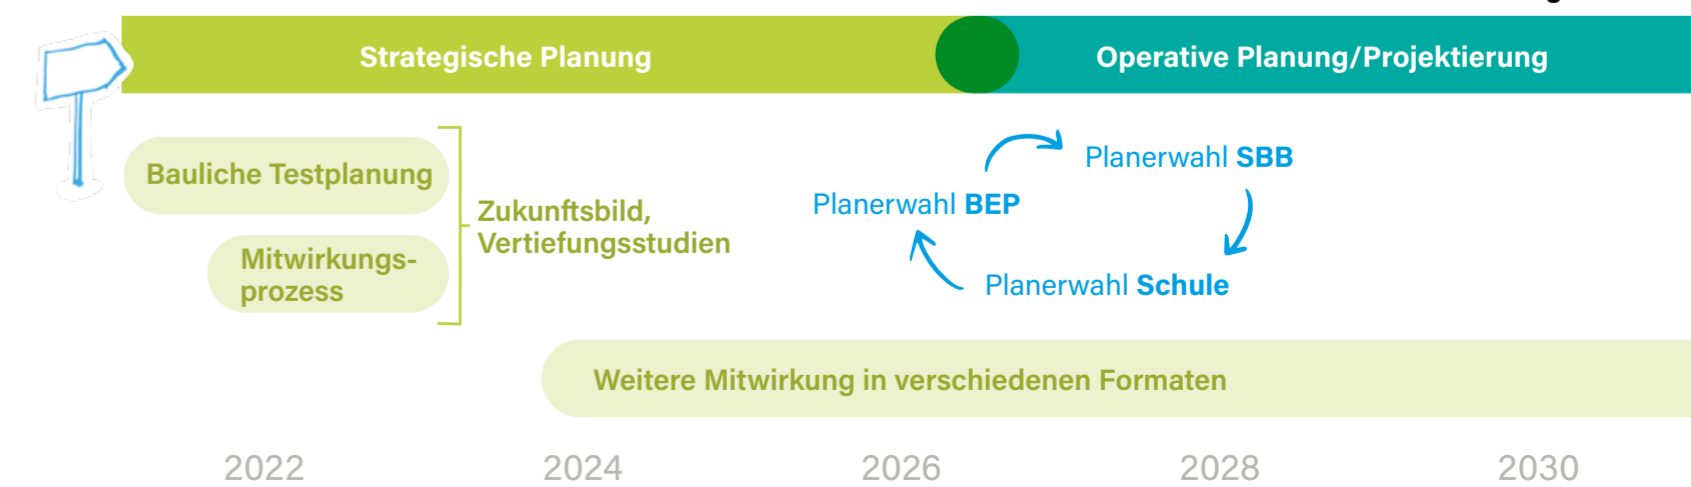 Strategische Planung
Operative Planung/Projektierung
Bauliche Testplanung
Mitwirkungs-
prozess
Zukunftsbild,
Vertiefungsstudien
Planerwahl BEP
Planerwahl SBB
Planerwahl Schule
Weitere Mitwirkung in verschiedenen Formaten
2022
2024
2026
2028
2030